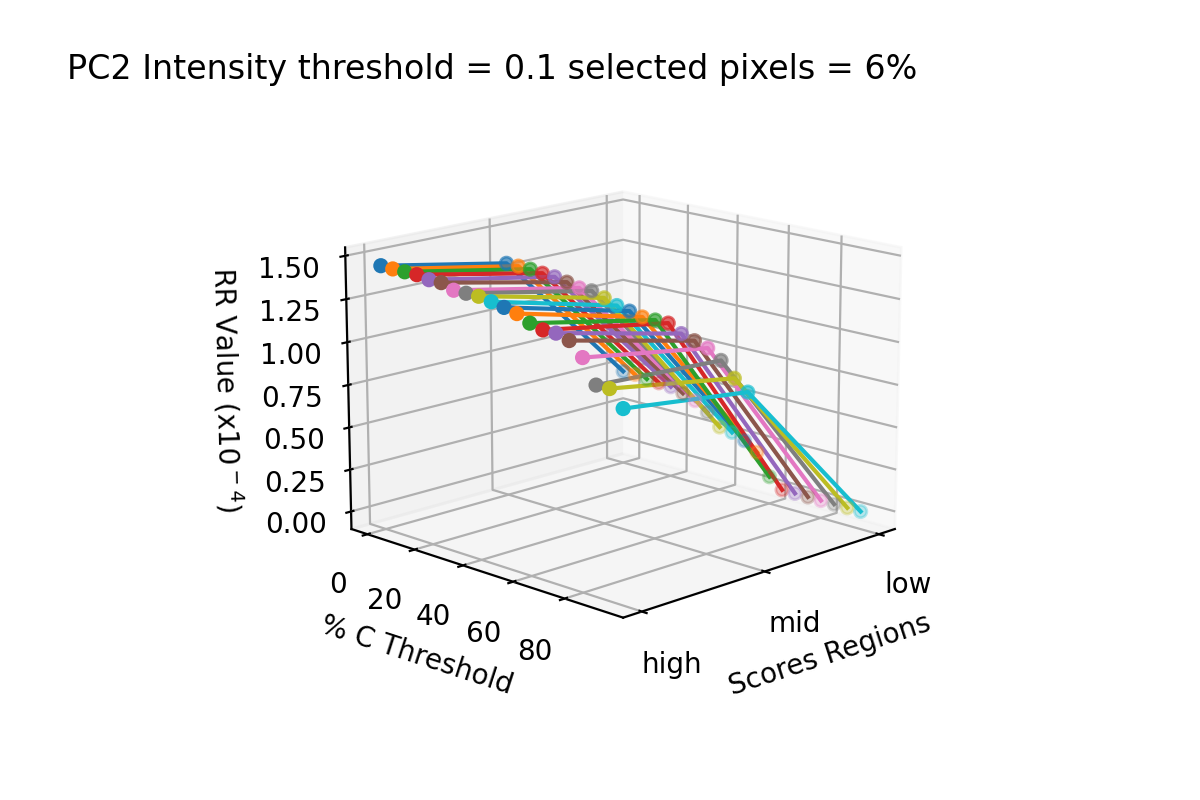 PC2 Intensity threshold = 0.1 selected pixels = 6%
1.50
1.25
1.00
0.75
0.50
0.25
0.00
RR Value (x10⁻⁴)
0
20
40
60
80
% C Threshold
high
mid
low
Scores Regions